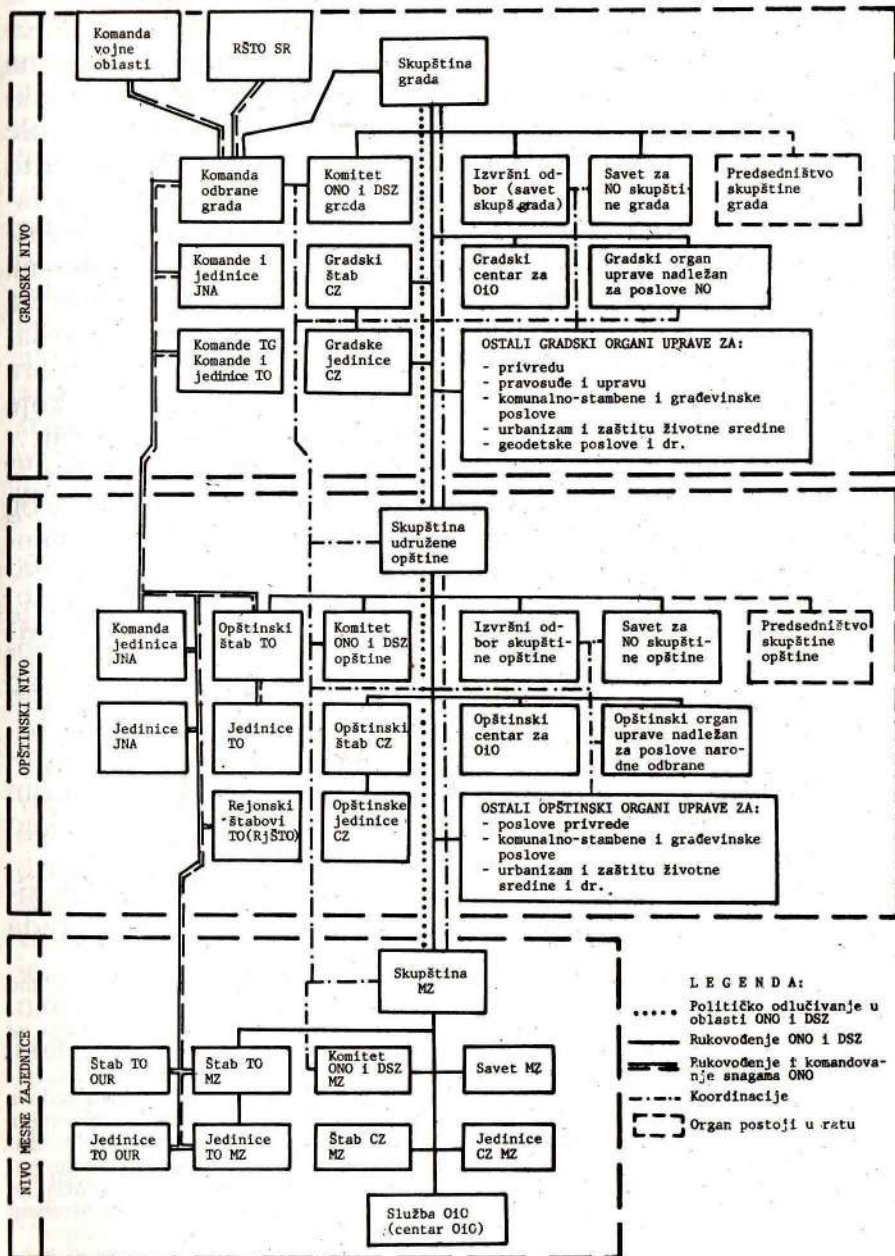 GRADSKI NIVO
Komanda
vojne
oblasti
RŠTO SR
Skupština
grada
Komanda
odbrane
grada
Komitet
ONO i DSZ
grada
Izvršni od-
bor (savet
skupš.grada)
Savet za
NO skupšti-
ne grada
Predsedništvo
skupštine
grada
Komande i
jedinice
JNA
Gradski
štab
CZ
Gradski
centar za
OiO
Gradski organ
uprave nadležan
za poslove NO
Komande TG
Komande i
jedinice TO
Gradske
jedinice
CZ
OSTALI GRADSKI ORGANI UPRAVE ZA:
- privredu
- pravosuđe i upravu
- komunalno-stambene i građevinske
poslove
- urbanizam i zaštitu životne sredine
- geodetske poslove i dr.
OPŠTINSKI NIVO
Skupština
udružene
opštine
Komanda
jedinica
JNA
Opštinski
štab TO
Komitet
ONO i DSZ
opštine
Izvršni od-
bor skupšti-
ne opštine
Savet za
NO skupšti-
ne opštine
Predsedništvo
skupštine
opštine
Jedinice
JNA
Jedinice
TO
Opštinski
štab CZ
Opštinski
centar za
OiO
Opštinski organ
uprave nadležan
za poslove naro-
dne odbrane
Rejonski
štabovi
TO(RjŠTO)
Opštinske
jedinice
CZ
OSTALI OPŠTINSKI ORGANI UPRAVE ZA:
- poslove privrede
- komunalno-stambene i građevinske
poslove
- urbanizam i zaštitu životne
sredine i dr.
NIVO MESNE ZAJEDNICE
Skupština
MZ
Štab TO
OUR
Štab TO
MZ
Komitet
ONO i DSZ
MZ
Savet MZ
Jedinice
TO OUR
Jedinice
TO MZ
Štab CZ
MZ
Jedinice
CZ MZ
Služba OiO
(centar OiO)
L E G E N D A:
Političko odlučivanje u
oblasti ONO i DSZ
Rukovođenje ONO i DSZ
Rukovođenje i komandova-
nje snagama ONO
Koordinacije
Organ postoji u ratu